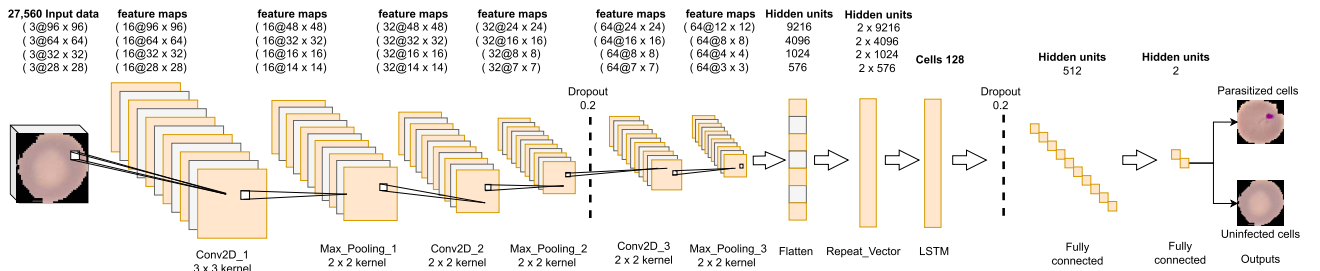 27,560 Input data
( 3@96 x 96 )
( 3@64 x 64 )
( 3@32 x 32 )
( 3@28 x 28 )
feature maps
( 16@96 x 96 )
( 16@64 x 64 )
( 16@32 x 32 )
( 16@28 x 28 )
feature maps
( 16@48 x 48 )
( 16@32 x 32 )
( 16@16 x 16 )
( 16@14 x 14 )
feature maps
( 32@48 x 48 )
( 32@32 x 32 )
( 32@16 x 16 )
( 32@14 x 14 )
feature maps
( 32@24 x 24 )
( 32@16 x 16 )
( 32@8 x 8 )
( 32@7 x 7 )
feature maps
( 64@24 x 24 )
( 64@16 x 16 )
( 64@8 x 8 )
( 64@7 x 7 )
feature maps
(64@12 x 12 )
(64@8 x 8 )
(64@4 x 4 )
(64@3 x 3 )
Hidden units
9216
4096
1024
576
Hidden units
2 x 9216
2 x 4096
2 x 1024
2 x 576
Cells 128
Hidden units
512
Hidden units
2
Dropout
0.2
Dropout
0.2
Parasitized cells
Uninfected cells
Conv2D_1
3 x 3 kernel
Max_Pooling_1
2 x 2 kernel
Conv2D_2
2 x 2 kernel
Max_Pooling_2
2 x 2 kernel
Conv2D_3
2 x 2 kernel
Max_Pooling_3
2 x 2 kernel
Flatten
Repeat_Vector
LSTM
Fully
connected
Fully
connected
Outputs